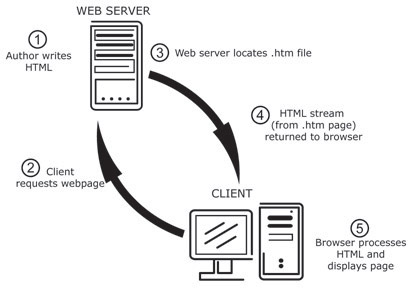 WEB SERVER
1
Author writes
HTML
3 Web server locates .htm file
4 HTML stream
(from .htm page)
returned to browser
2 Client
requests webpage
CLIENT
5
Browser processes
HTML and
displays page